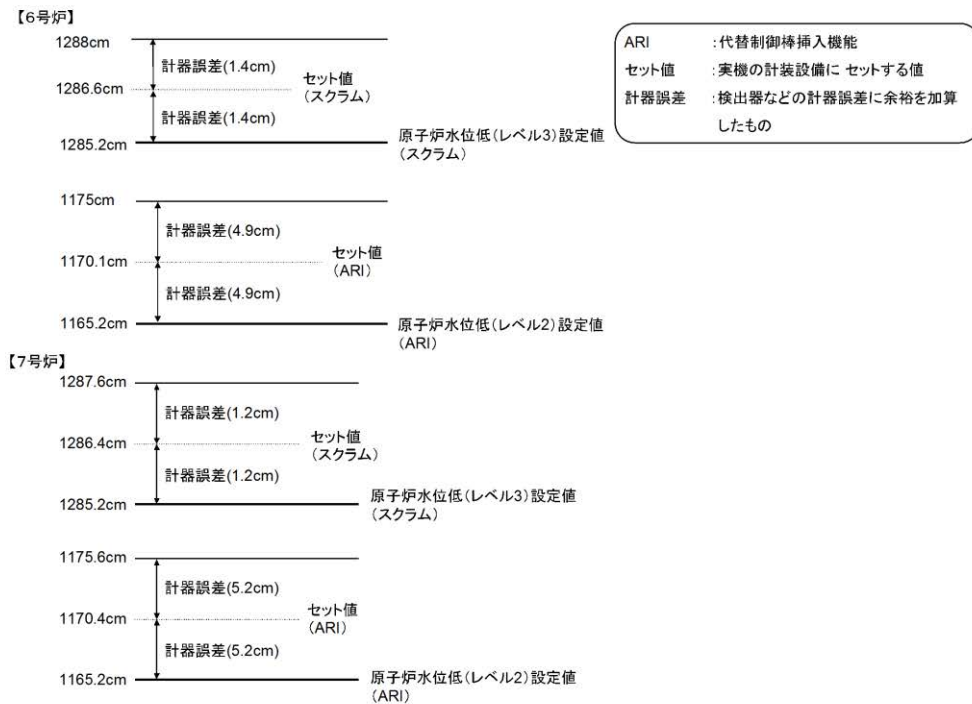 【6号炉】
1288cm
計器誤差(1.4cm)
1286.6cm
セット値
(スクラム)
計器誤差(1.4cm)
1285.2cm
原子炉水位低(レベル3)設定値
(スクラム)
ARI :代替制御棒挿入機能
セット値 :実機の計装設備に セットする値
計器誤差 :検出器などの計器誤差に余裕を加算
したもの
1175cm
計器誤差(4.9cm)
1170.1cm
セット値
(ARI)
計器誤差(4.9cm)
1165.2cm
原子炉水位低(レベル2)設定値
(ARI)
【7号炉】
1287.6cm
計器誤差(1.2cm)
1286.4cm
セット値
(スクラム)
計器誤差(1.2cm)
1285.2cm
原子炉水位低(レベル3)設定値
(スクラム)
1175.6cm
計器誤差(5.2cm)
1170.4cm
セット値
(ARI)
計器誤差(5.2cm)
1165.2cm
原子炉水位低(レベル2)設定値
(ARI)